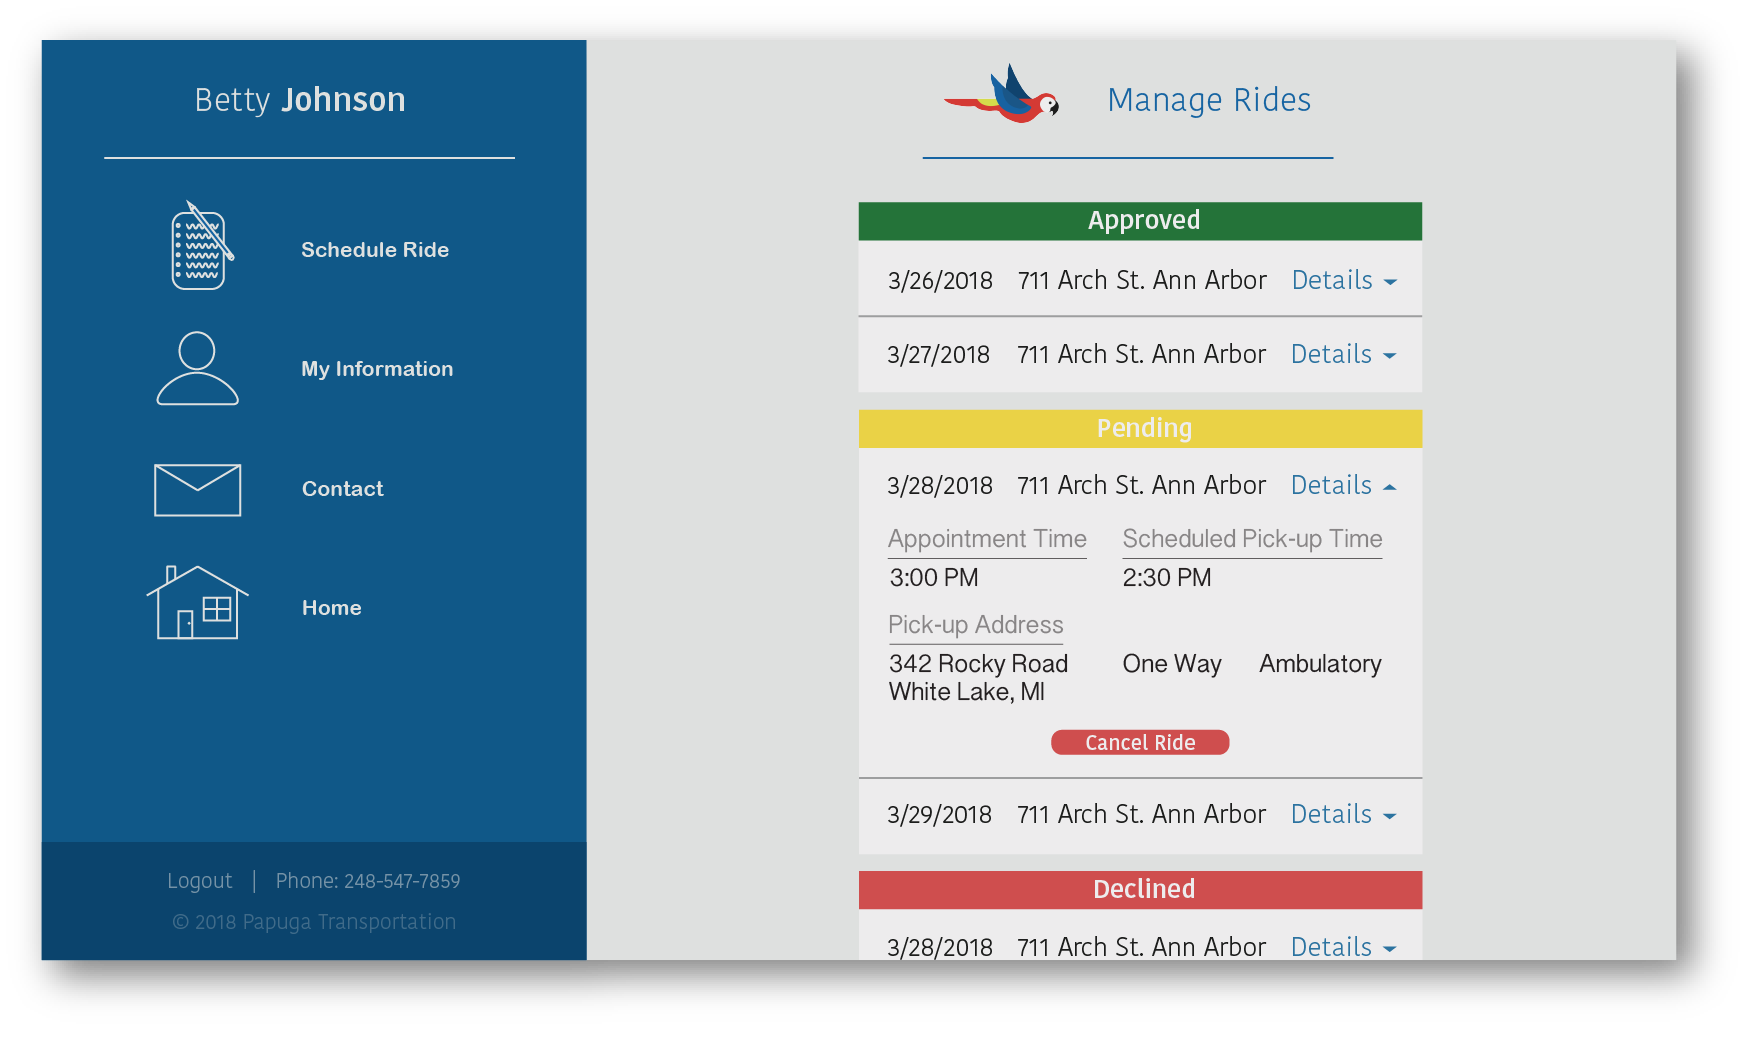 Betty Johnson
Schedule Ride
My Information
Contact
Home
Logout | Phone: 248-547-7859
© 2018 Papuga Transportation
Manage Rides
Approved
3/26/2018 711 Arch St. Ann Arbor Details
3/27/2018 711 Arch St. Ann Arbor Details
Pending
3/28/2018 711 Arch St. Ann Arbor Details
Appointment Time Scheduled Pick-up Time
3:00 PM 2:30 PM
Pick-up Address
342 Rocky Road One Way Ambulatory
White Lake, MI
Cancel Ride
3/29/2018 711 Arch St. Ann Arbor Details
Declined
3/28/2018 711 Arch St. Ann Arbor Details